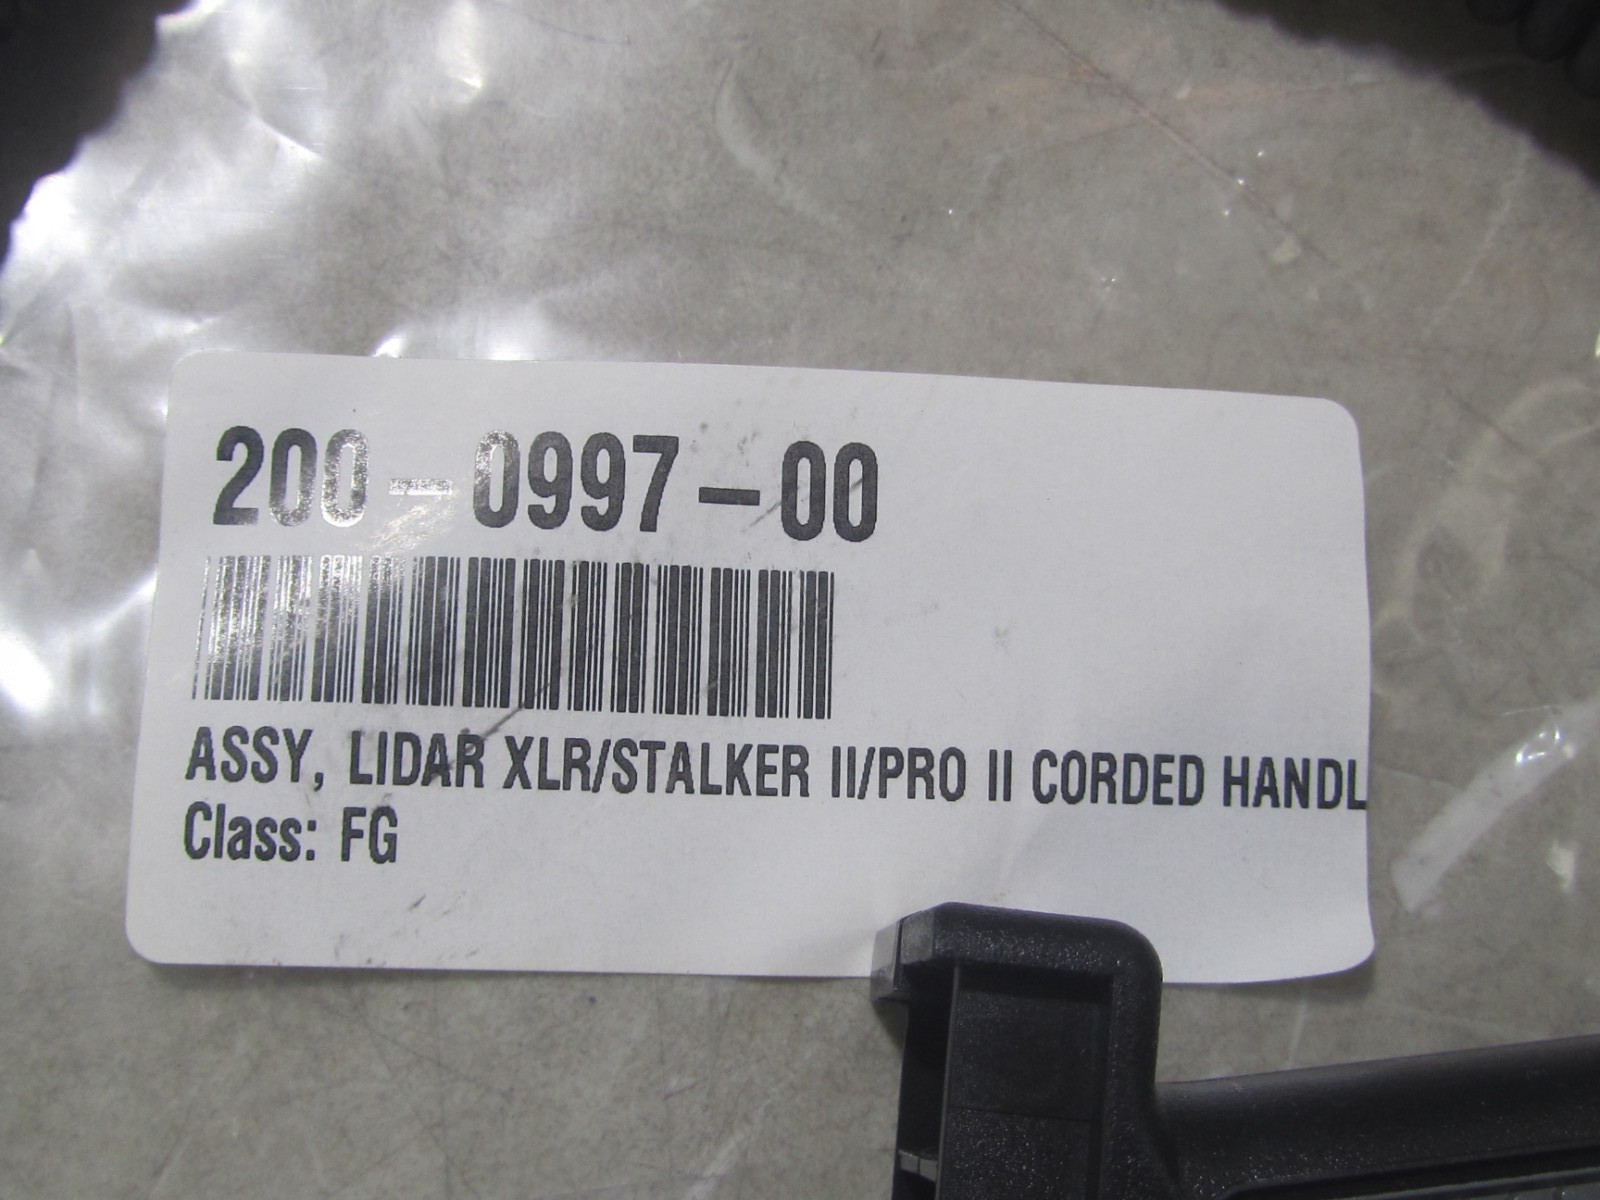 200-0997-00
ASSY, LIDAR XLR/STALKER II/PRO II CORDED HANDL
Class: FG